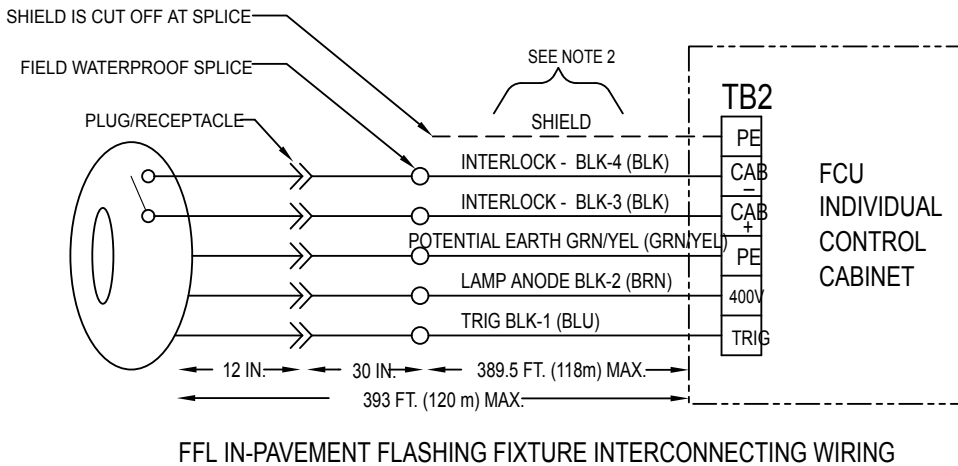 SHIELD IS CUT OFF AT SPLICE
FIELD WATERPROOF SPLICE
SEE NOTE 2
PLUG/RECEPTACLE
SHIELD
TB2
PE
INTERLOCK - BLK-4 (BLK)
CAB
–
INTERLOCK - BLK-3 (BLK)
CAB
+
POTENTIAL EARTH GRN/YEL (GRN/YEL)
PE
LAMP ANODE BLK-2 (BRN)
400V
TRIG BLK-1 (BLU)
TRIG
FCU
INDIVIDUAL
CONTROL
CABINET
12 IN.
30 IN.
389.5 FT. (118m) MAX.
393 FT. (120 m) MAX.
FFL IN-PAVEMENT FLASHING FIXTURE INTERCONNECTING WIRING